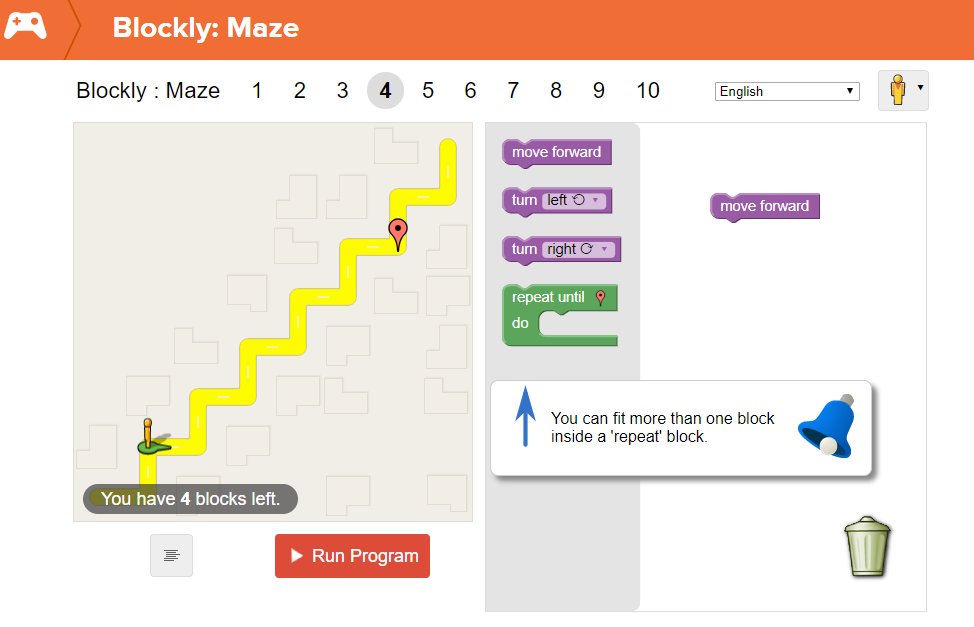 Blockly: Maze
Blockly : Maze 1 2 3 4 5 6 7 8 9 10
English
move forward
turn left
turn right
repeat until
do
move forward
You can fit more than one block
inside a 'repeat' block.
You have 4 blocks left.
Run Program